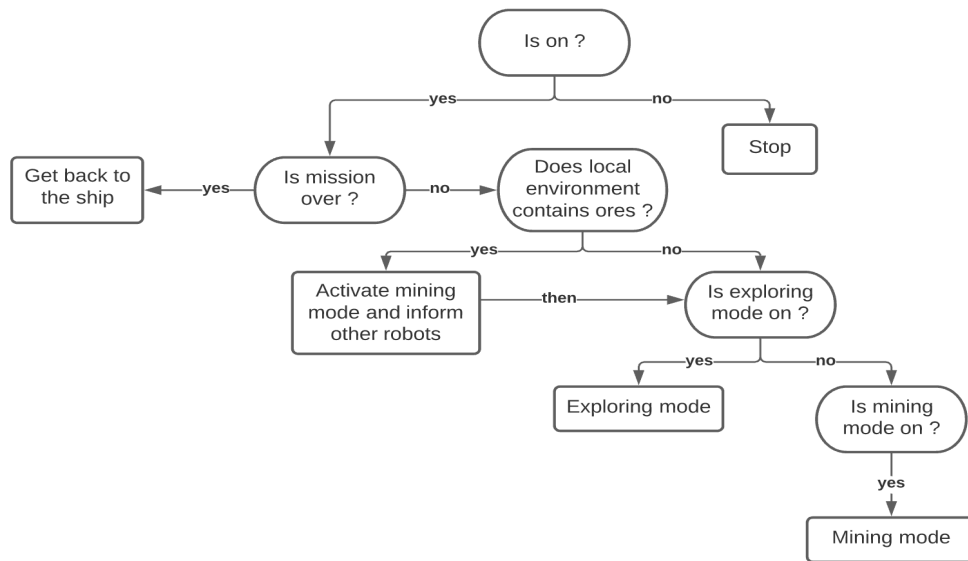 Is on ?
yes
no
Stop
Get back to
the ship
yes
Is mission
over ?
no
Does local
environment
contains ores ?
yes
no
Activate mining
mode and inform
other robots
then
Is exploring
mode on ?
yes
no
Exploring mode
Is mining
mode on ?
yes
Mining mode